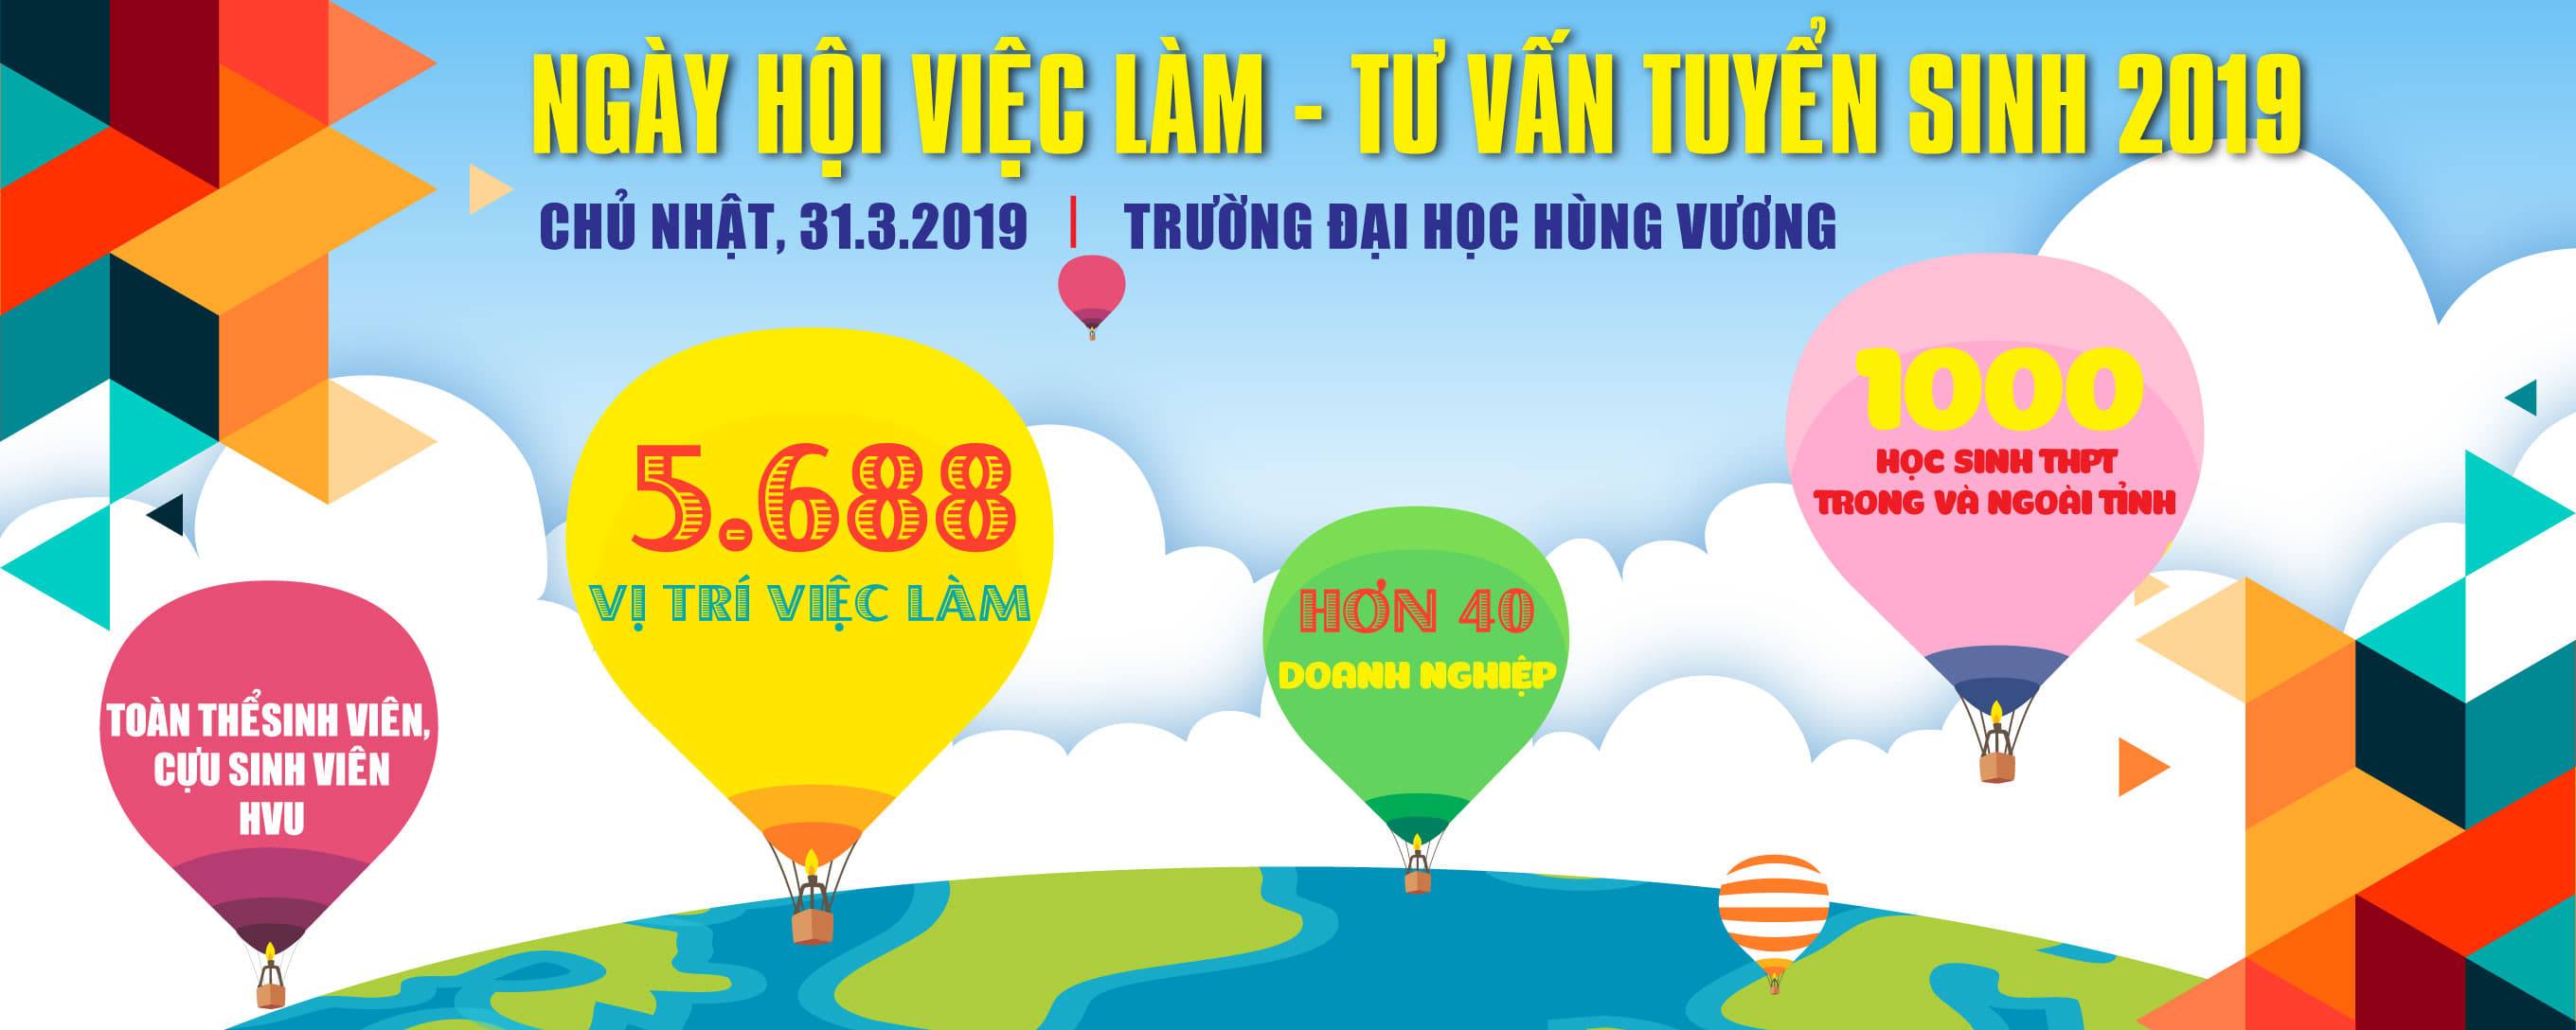 NGÀY HỘI VIỆC LÀM - TƯ VẤN TUYỂN SINH 2019
CHỦ NHẬT, 31.3.2019 | TRƯỜNG ĐẠI HỌC HÙNG VƯƠNG
TOÀN THỂSINH VIÊN,
CỰU SINH VIÊN
HVU
5.688
VỊ TRÍ VIỆC LÀM
HƠN 40
DOANH NGHIỆP
1000
HỌC SINH THPT
TRONG VÀ NGOÀI TỈNH